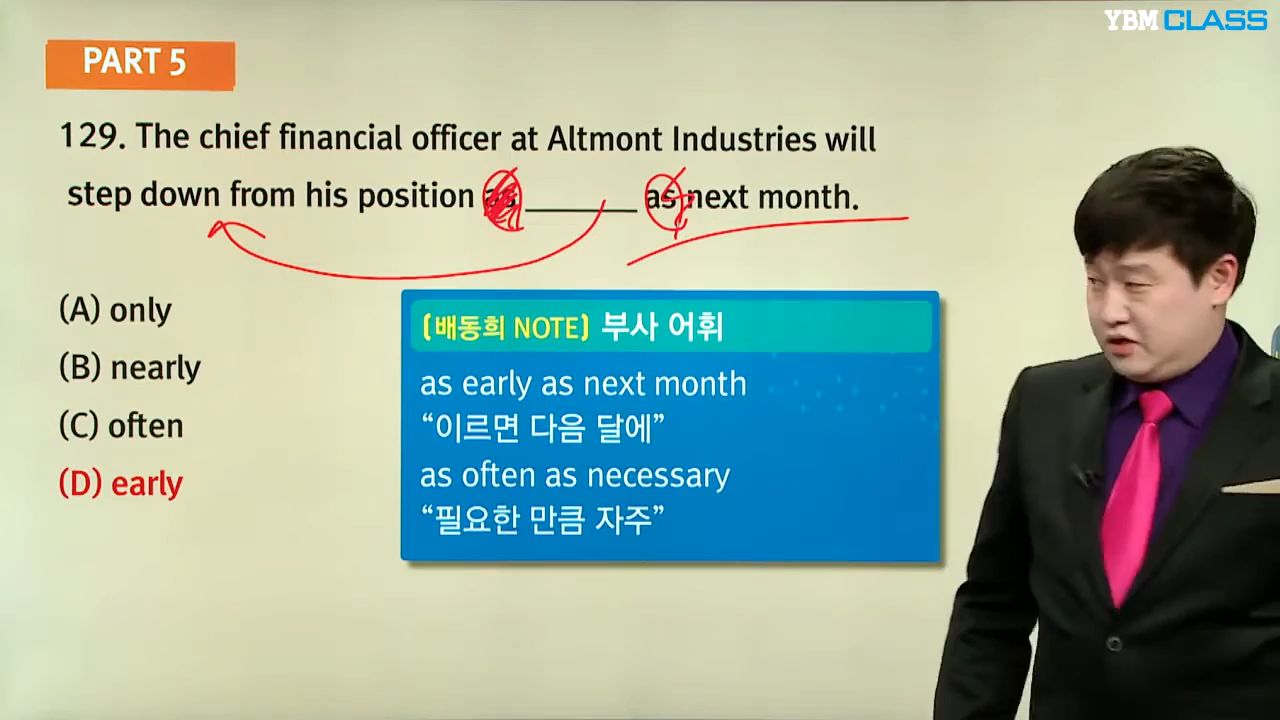 YBM CLASS
PART 5
129. The chief financial officer at Altmont Industries will
step down from his position as ______ as next month.
(A) only
(B) nearly
(C) often
(D) early
[배동희 NOTE] 부사 어휘
as early as next month
“이르면 다음 달에”
as often as necessary
“필요한 만큼 자주”